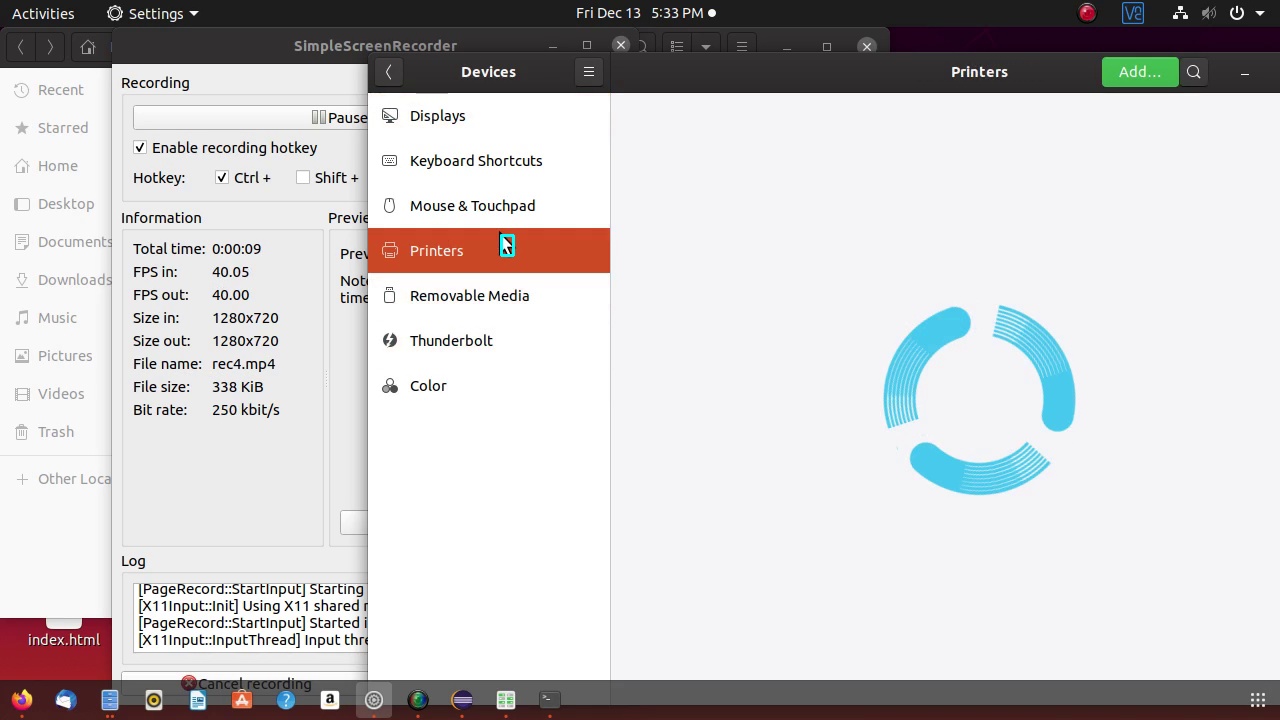 Activities
Settings
Fri Dec 13 5:33 PM
SimpleScreenRecorder
Devices
Printers
Add…
Recent
Starred
Home
Desktop
Documents
Downloads
Music
Pictures
Videos
Trash
Other Loca
Recording
Pause
Enable recording hotkey
Hotkey: Ctrl + Shift +
Information
Total time: 0:00:09
FPS in: 40.05
FPS out: 40.00
Size in: 1280x720
Size out: 1280x720
File name: rec4.mp4
File size: 338 KiB
Bit rate: 250 kbit/s
Previe
Prev
Note
time
Log
[PageRecord::StartInput] Starting
[X11Input::Init] Using X11 shared
[PageRecord::StartInput] Started
[X11Input::InputThread] Input thre
Cancel recording
Displays
Keyboard Shortcuts
Mouse & Touchpad
Printers
Removable Media
Thunderbolt
Color
index.html